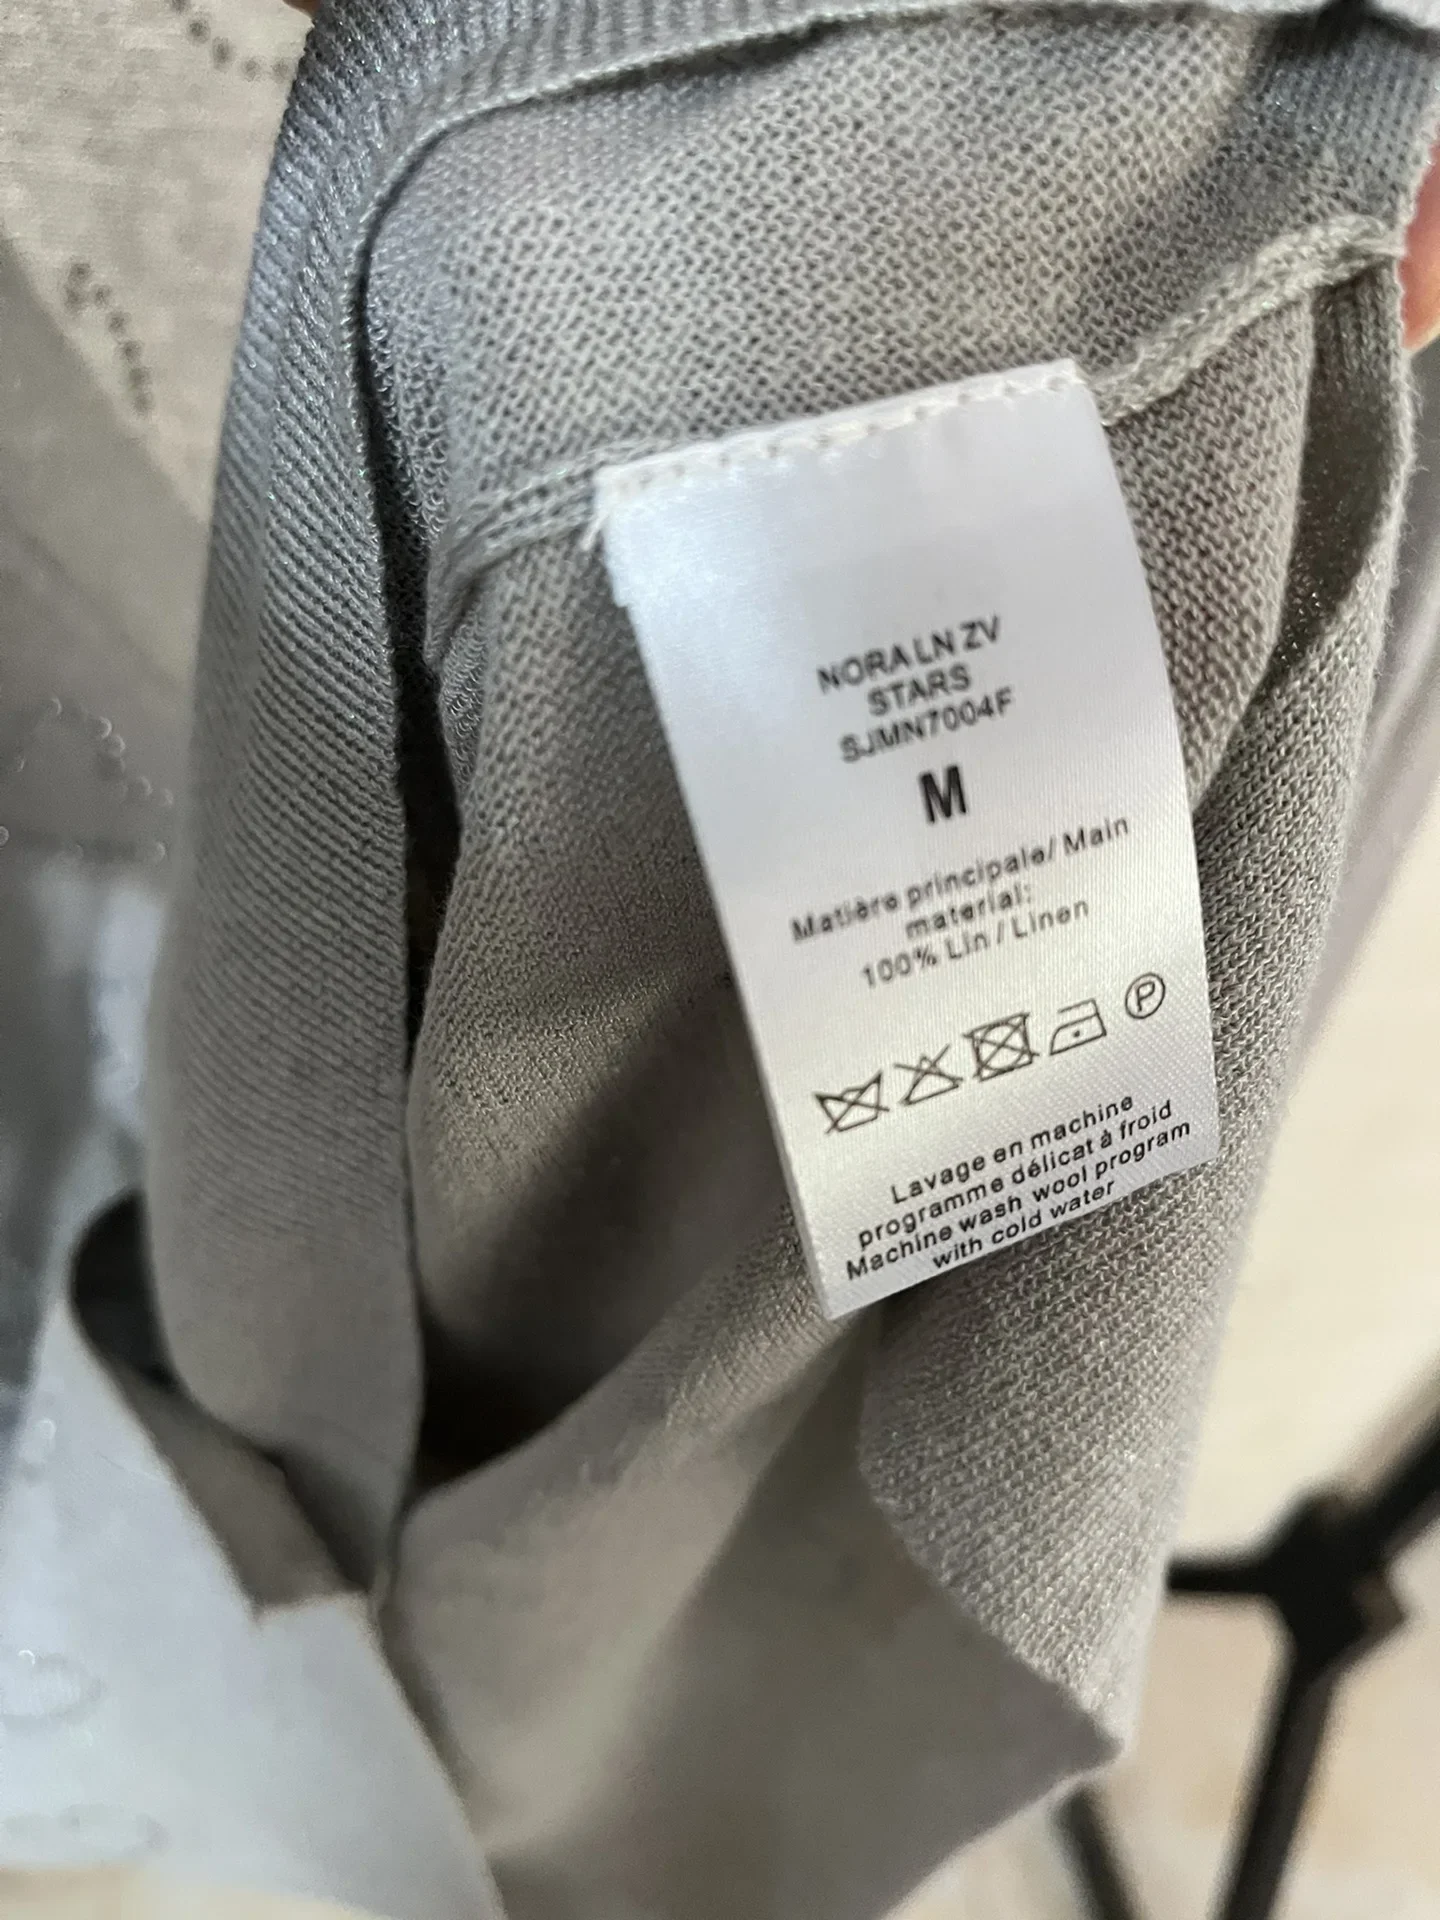 NORA LN ZV
STARS
SJMN7004F
M
Matière principale/ Main
material:
100% Lin / Linen
P
Lavage en machine
programme délicat à froid
Machine wash wool program
with cold water